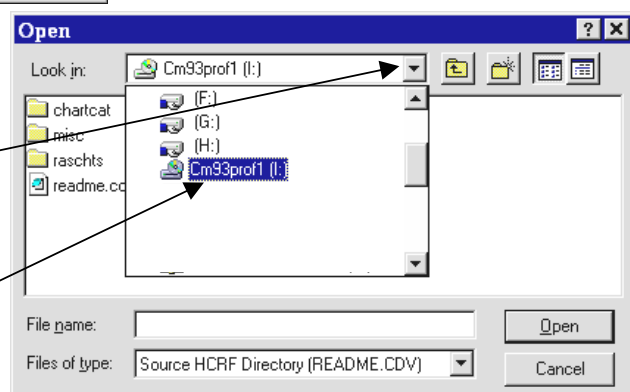 Open
Look in: Cm93prof1 (I:)
chartcat
misc
raschts
readme.cd
(F:)
(G:)
(H:)
Cm93prof1 (I:)
File name:
Open
Files of type: Source HCRF Directory (README.CDV)
Cancel